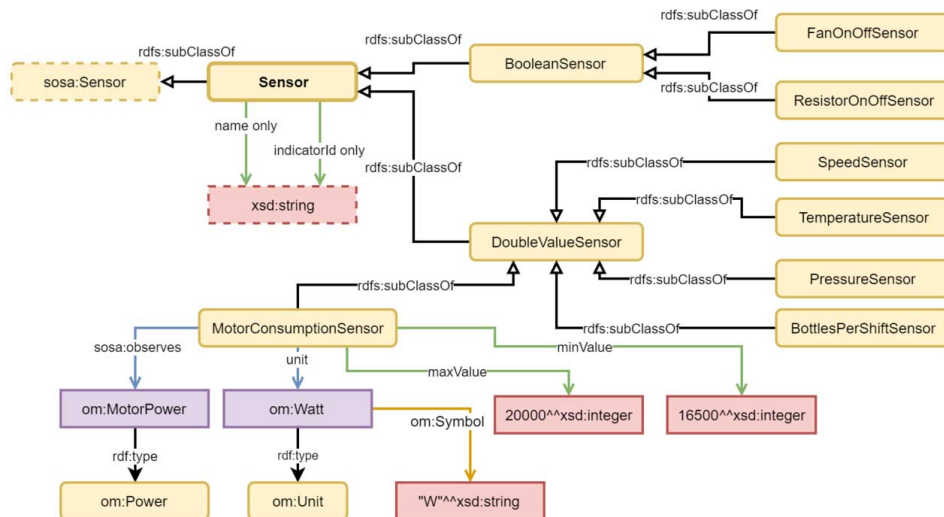 FanOnOffSensor
rdfs:subClassOf
rdfs:subClassOf
rdfs:subClassOf
sosa:Sensor
Sensor
BooleanSensor
rdfs:subClassOf
ResistorOnOffSensor
name only
indicatorId only
rdfs:subClassOf
rdfs:subClassOf
SpeedSensor
xsd:string
rdfs:subClassOf
TemperatureSensor
DoubleValueSensor
rdfs:subClassOf
rdfs:subClassOf
PressureSensor
MotorConsumptionSensor
rdfs:subClassOf
BottlesPerShiftSensor
sosa:observes
unit
minValue
maxValue
om:MotorPower
om:Watt
om:Symbol
20000^^xsd:integer
16500^^xsd:integer
rdf:type
rdf:type
om:Power
om:Unit
"W"^^xsd:string